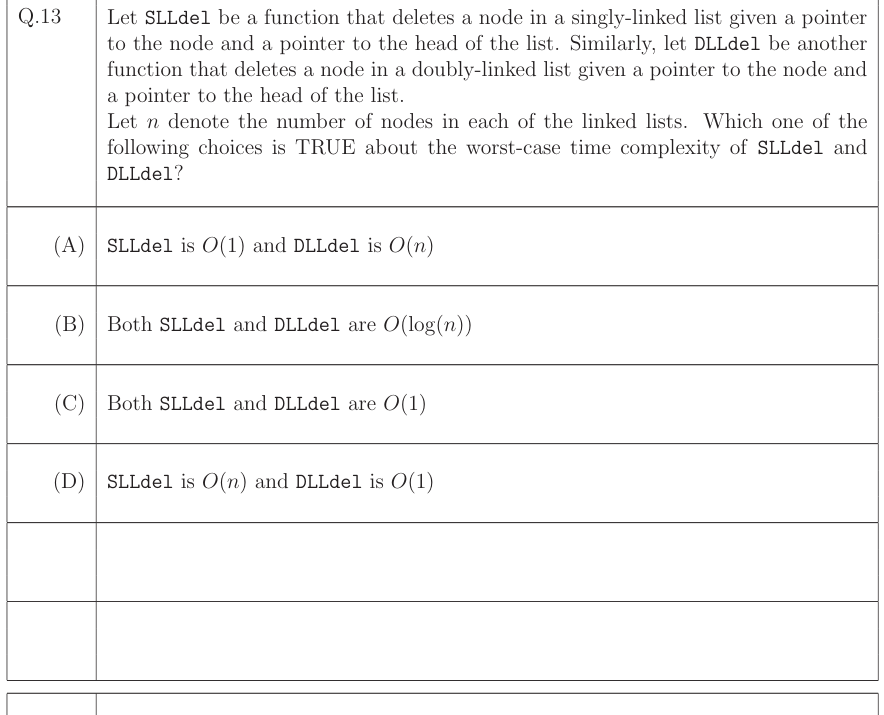 Q.13 Let SLLdel be a function that deletes a node in a singly-linked list given a pointer
to the node and a pointer to the head of the list. Similarly, let DLLdel be another
function that deletes a node in a doubly-linked list given a pointer to the node and
a pointer to the head of the list.
Let n denote the number of nodes in each of the linked lists. Which one of the
following choices is TRUE about the worst-case time complexity of SLLdel and
DLLdel?
(A) SLLdel is O(1) and DLLdel is O(n)
(B) Both SLLdel and DLLdel are O(log(n))
(C) Both SLLdel and DLLdel are O(1)
(D) SLLdel is O(n) and DLLdel is O(1)